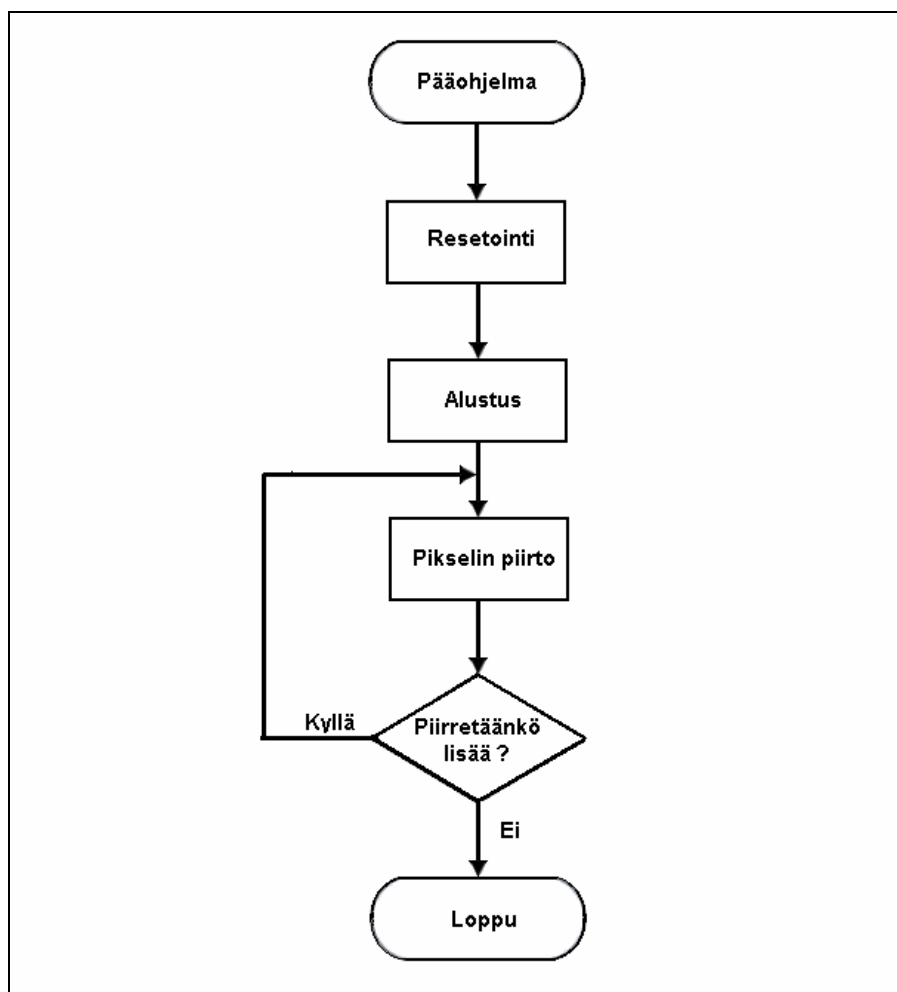 Pääohjelma
Resetointi
Alustus
Pikselin piirto
Kyllä
Piirretäänkö
lisää ?
Ei
Loppu